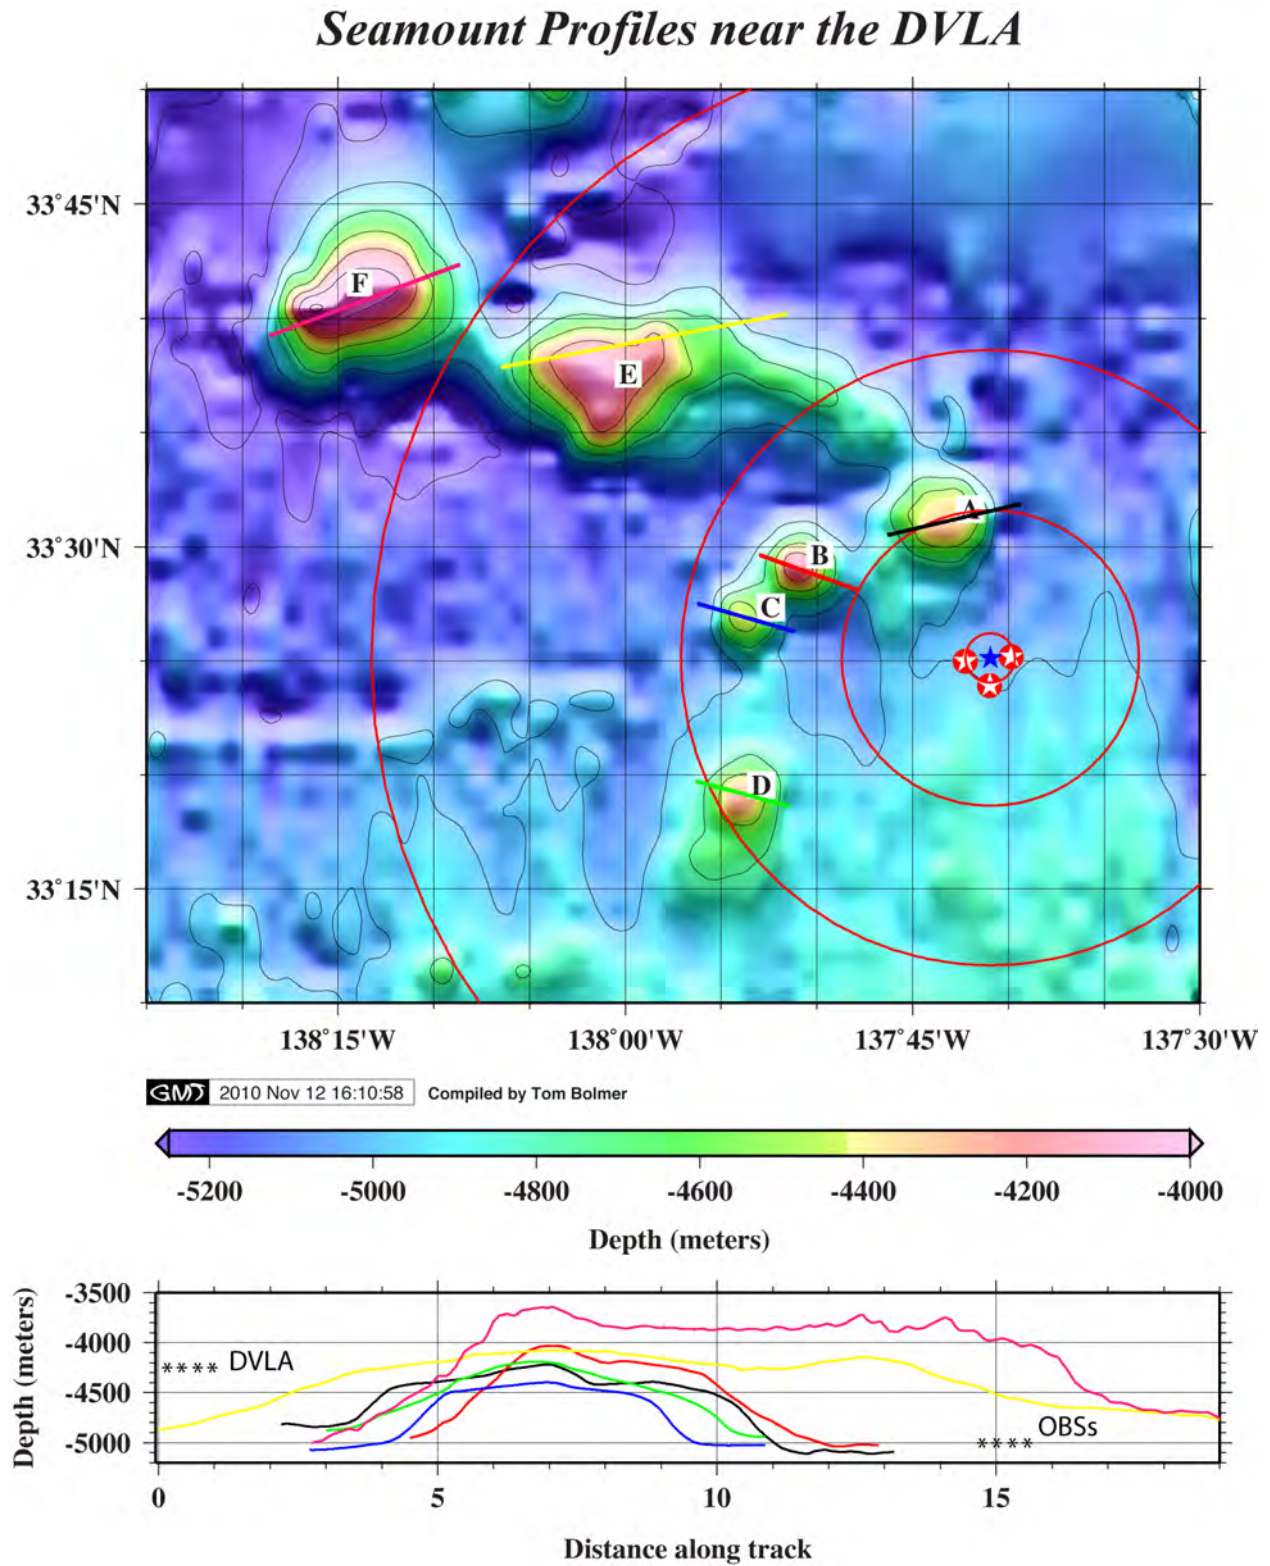 Seamount Profiles near the DVLA
33°45'N
F
E
A
33°30'N
B
C
D
33°15'N
138°15'W 138°00'W 137°45'W 137°30'W
GMT 2010 Nov 12 16:10:58 Compiled by Tom Bolmer
-5200 -5000 -4800 -4600 -4400 -4200 -4000
Depth (meters)
Depth (meters)
-3500
-4000
**** DVLA
-4500
OBSs
-5000 ****
0 5 10 15
Distance along track